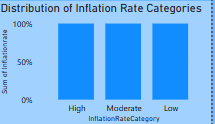 Distribution of Inflation Rate Categories
100%
50%
0%
Sum of Inflationrate
High Moderate Low
InflationRateCategory